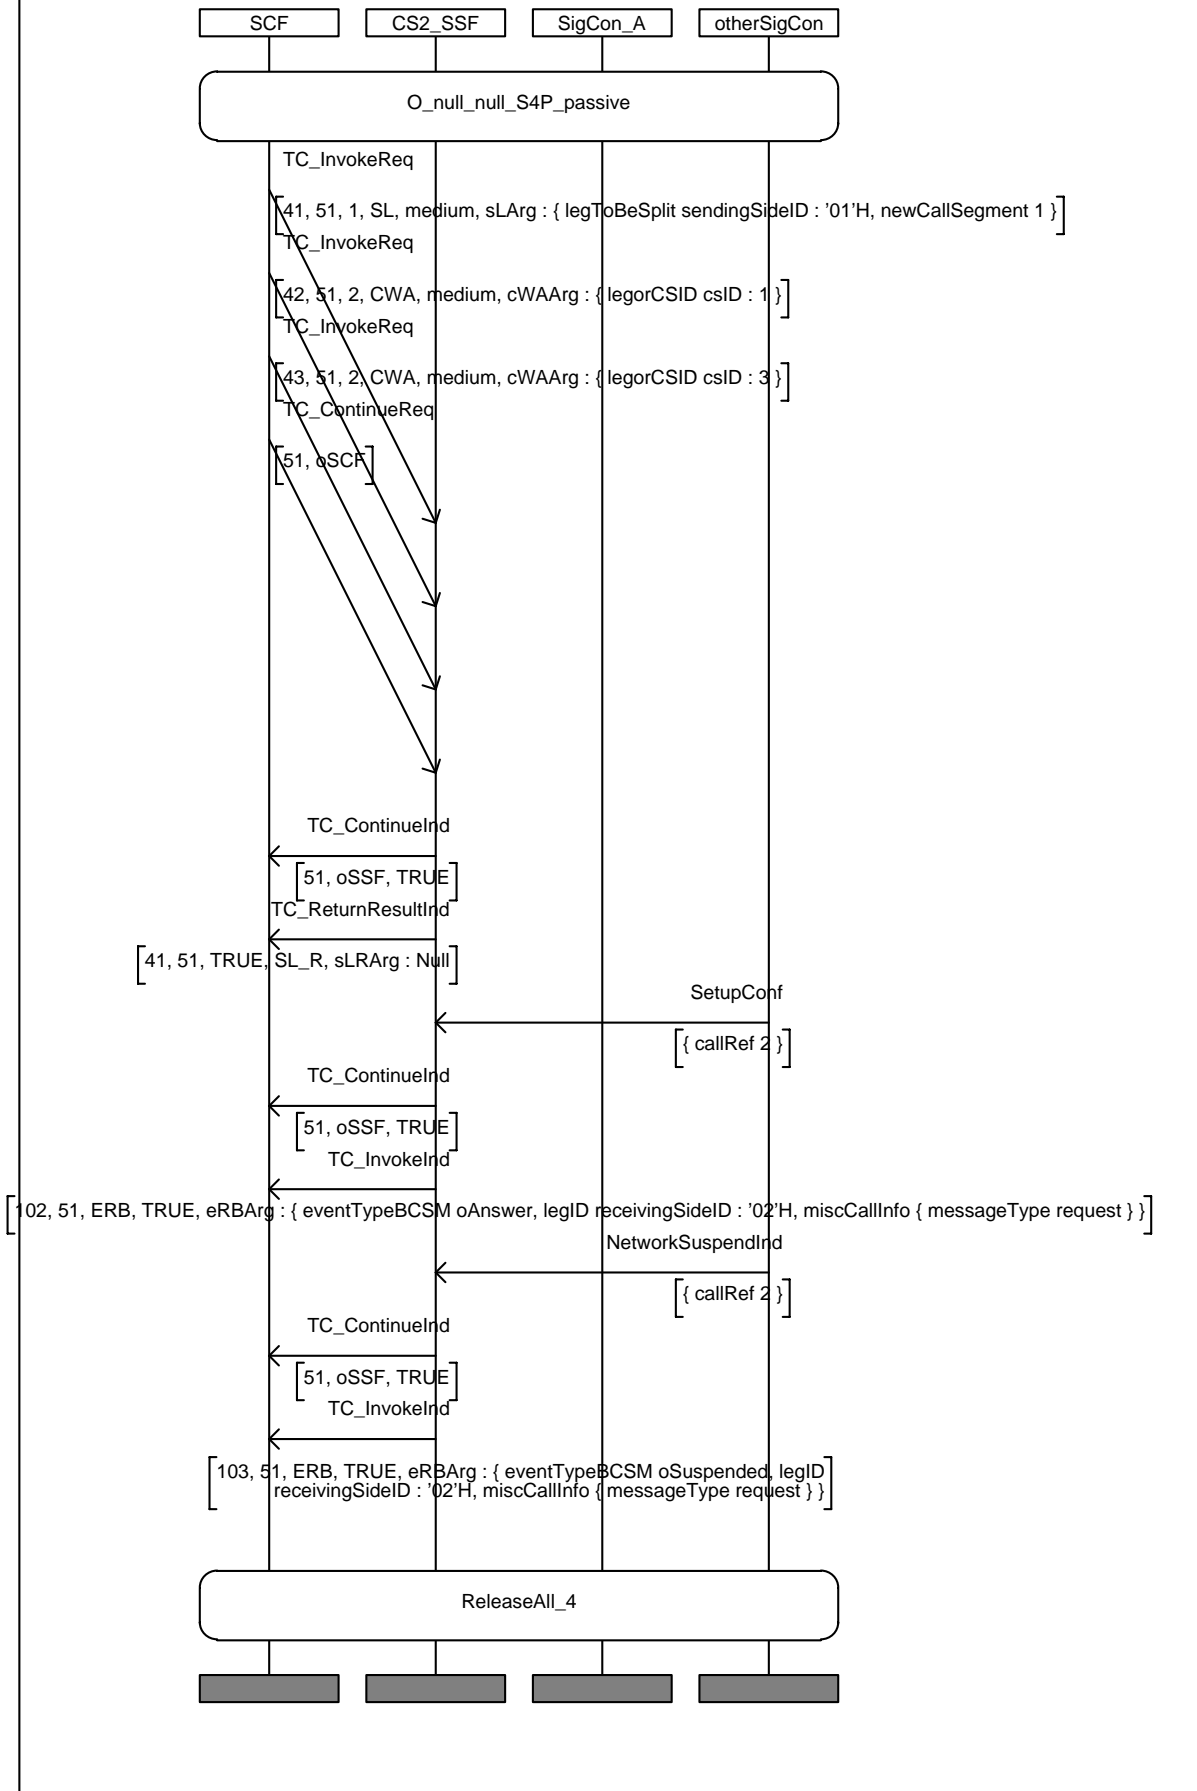 SCF CS2_SSF SigCon_A otherSigCon
O_null_null_S4P_passive
TC_InvokeReq
[41, 51, 1, SL, medium, sLArg : { legToBeSplit sendingSideID : '01'H, newCallSegment 1 }]
TC_InvokeReq
[42, 51, 2, CWA, medium, cWAArg : { legorCSID csID : 1 }]
TC_InvokeReq
[43, 51, 2, CWA, medium, cWAArg : { legorCSID csID : 3 }]
TC_ContinueReq
[51, oSCF]
TC_ContinueInd
[51, oSSF, TRUE]
TC_ReturnResultInd
[41, 51, TRUE, SL_R, sLRArg : Null]
SetupConf
[{ callRef 2 }]
TC_ContinueInd
[51, oSSF, TRUE]
TC_InvokeInd
[102, 51, ERB, TRUE, eRBArg : { eventTypeBCSM oAnswer, legID receivingSideID : '02'H, miscCallInfo { messageType request } }]
NetworkSuspendInd
[{ callRef 2 }]
TC_ContinueInd
[51, oSSF, TRUE]
TC_InvokeInd
[103, 51, ERB, TRUE, eRBArg : { eventTypeBCSM oSuspended, legID
receivingSideID : '02'H, miscCallInfo { messageType request } }]
ReleaseAll_4